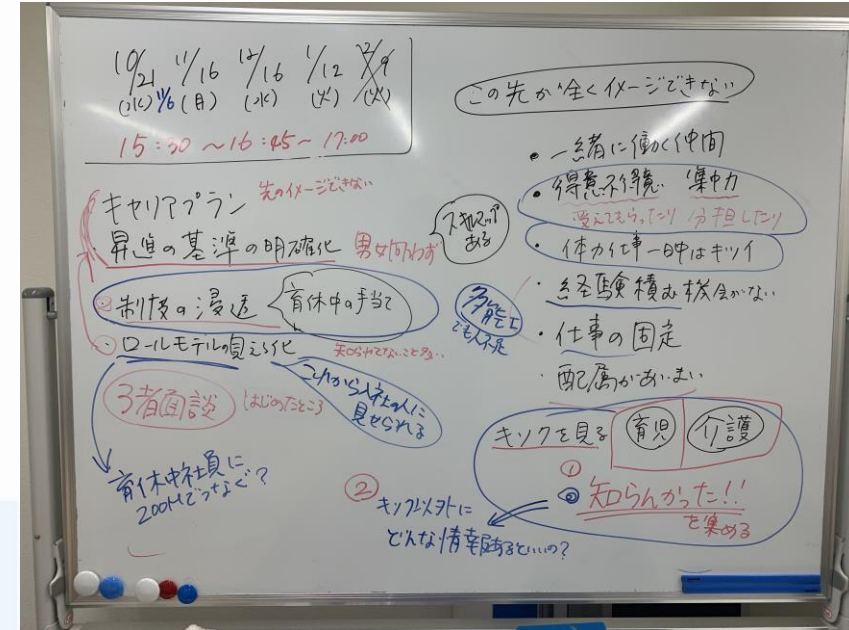 10/21 11/16 12/16 1/12 2/9
(水) 11/6 (月) (水) (火) (火)
15:30 ~ 16:45 ~ 17:00
キャリアプラン 先のイメージできない
・昇進の基準の明確化 男女問わず
スキルマップ
ある
制度の浸透 育休中の手当て
・ロールモデルの見える化 知られてないこと多い
3者面談 はじめたところ
これから入社の人に
見せられる
育休中社員に
ZOOMでつなぐ?
多能工
でも人不足
この先が全くイメージできない
・一緒に働く仲間
・得意不得意 集中力
変えてもらったり 分担したり
・体力仕事一日中はキツイ
・経験積む機会がない
・仕事の固定
・配属があいまい
キソクを見る 育児 介護
①
② 知らんかった!!
を集める
② キソク以外に
どんな情報あるといいの?